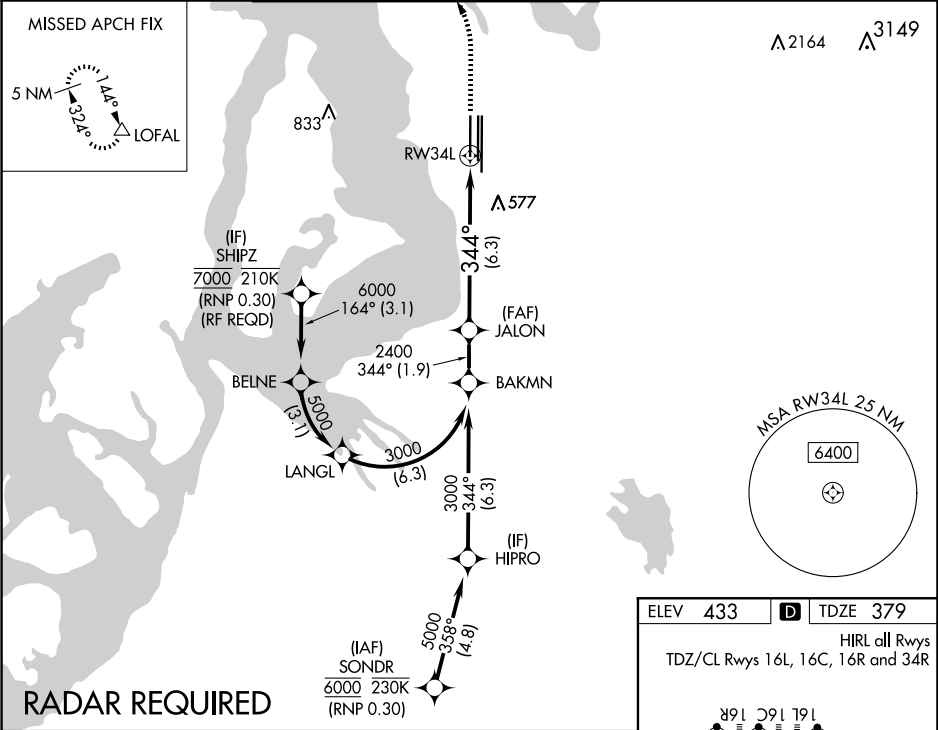 MISSED APCH FIX
5 NM
144°
324°
LOFAL
2164
3149
833
RW34L
577
344°
(6.3)
(IF)
SHIPZ
7000 210K
(RNP 0.30)
(RF REQD)
6000
164° (3.1)
(FAF)
JALON
2400
344° (1.9)
BELNE
BAKMN
5000
(3.1)
LANGL
3000
(6.3)
3000
344°
(6.3)
MSA RW34L 25 NM
6400
(IF)
HIPRO
5000
358°
(4.8)
(IAF)
SONDR
6000 230K
(RNP 0.30)
RADAR REQUIRED
ELEV 433 D TDZE 379
HIRL all Rwys
TDZ/CL Rwys 16L, 16C, 16R and 34R
16R 16C 16L